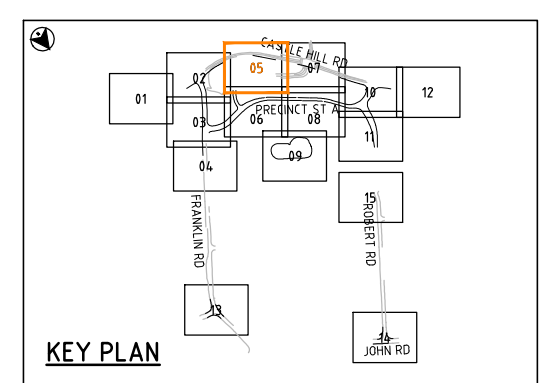 CASTLE HILL RD
05
07
02
01
10
12
PRECINCT ST A
03
06
08
11
09
04
15
FRANKLIN RD
ROBERT RD
13
14
JOHN RD
KEY PLAN